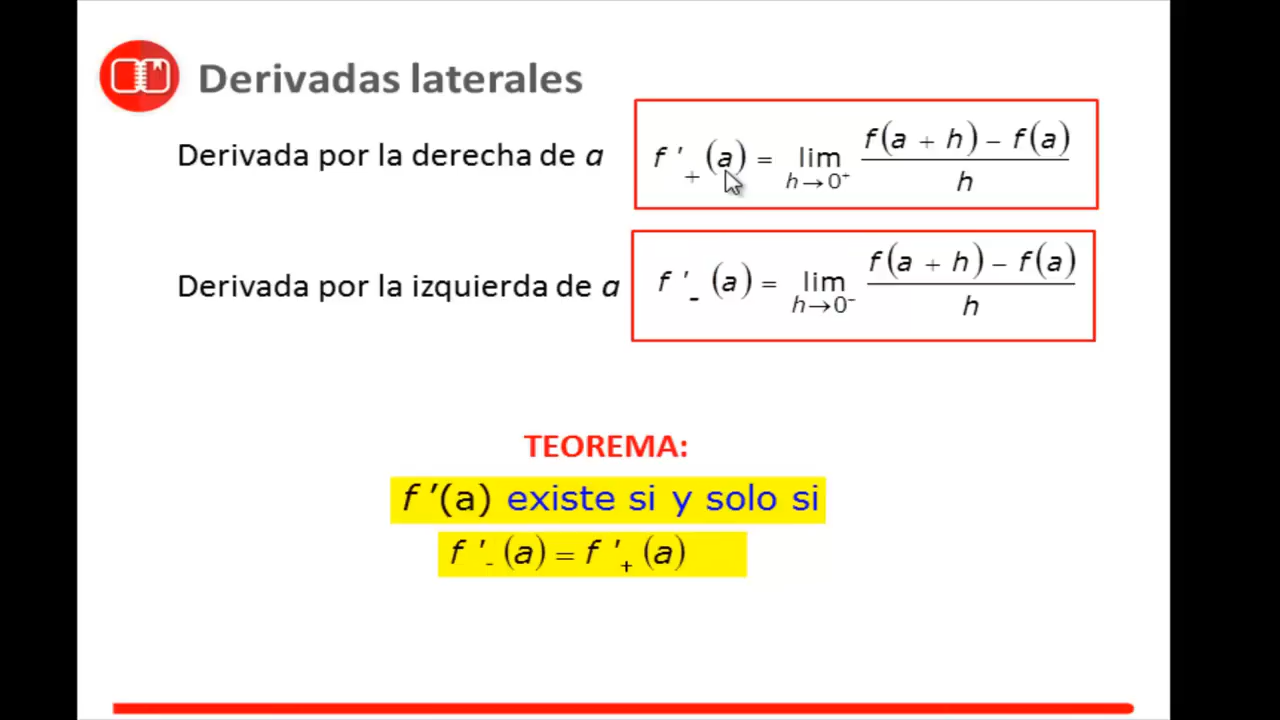 Derivadas laterales
Derivada por la derecha de a f ′₊ (a) = lim h→0⁺ f(a + h) − f(a) / h
Derivada por la izquierda de a f ′₋ (a) = lim h→0⁻ f(a + h) − f(a) / h
TEOREMA:
f ′(a) existe si y solo si
f ′₋ (a) = f ′₊ (a)